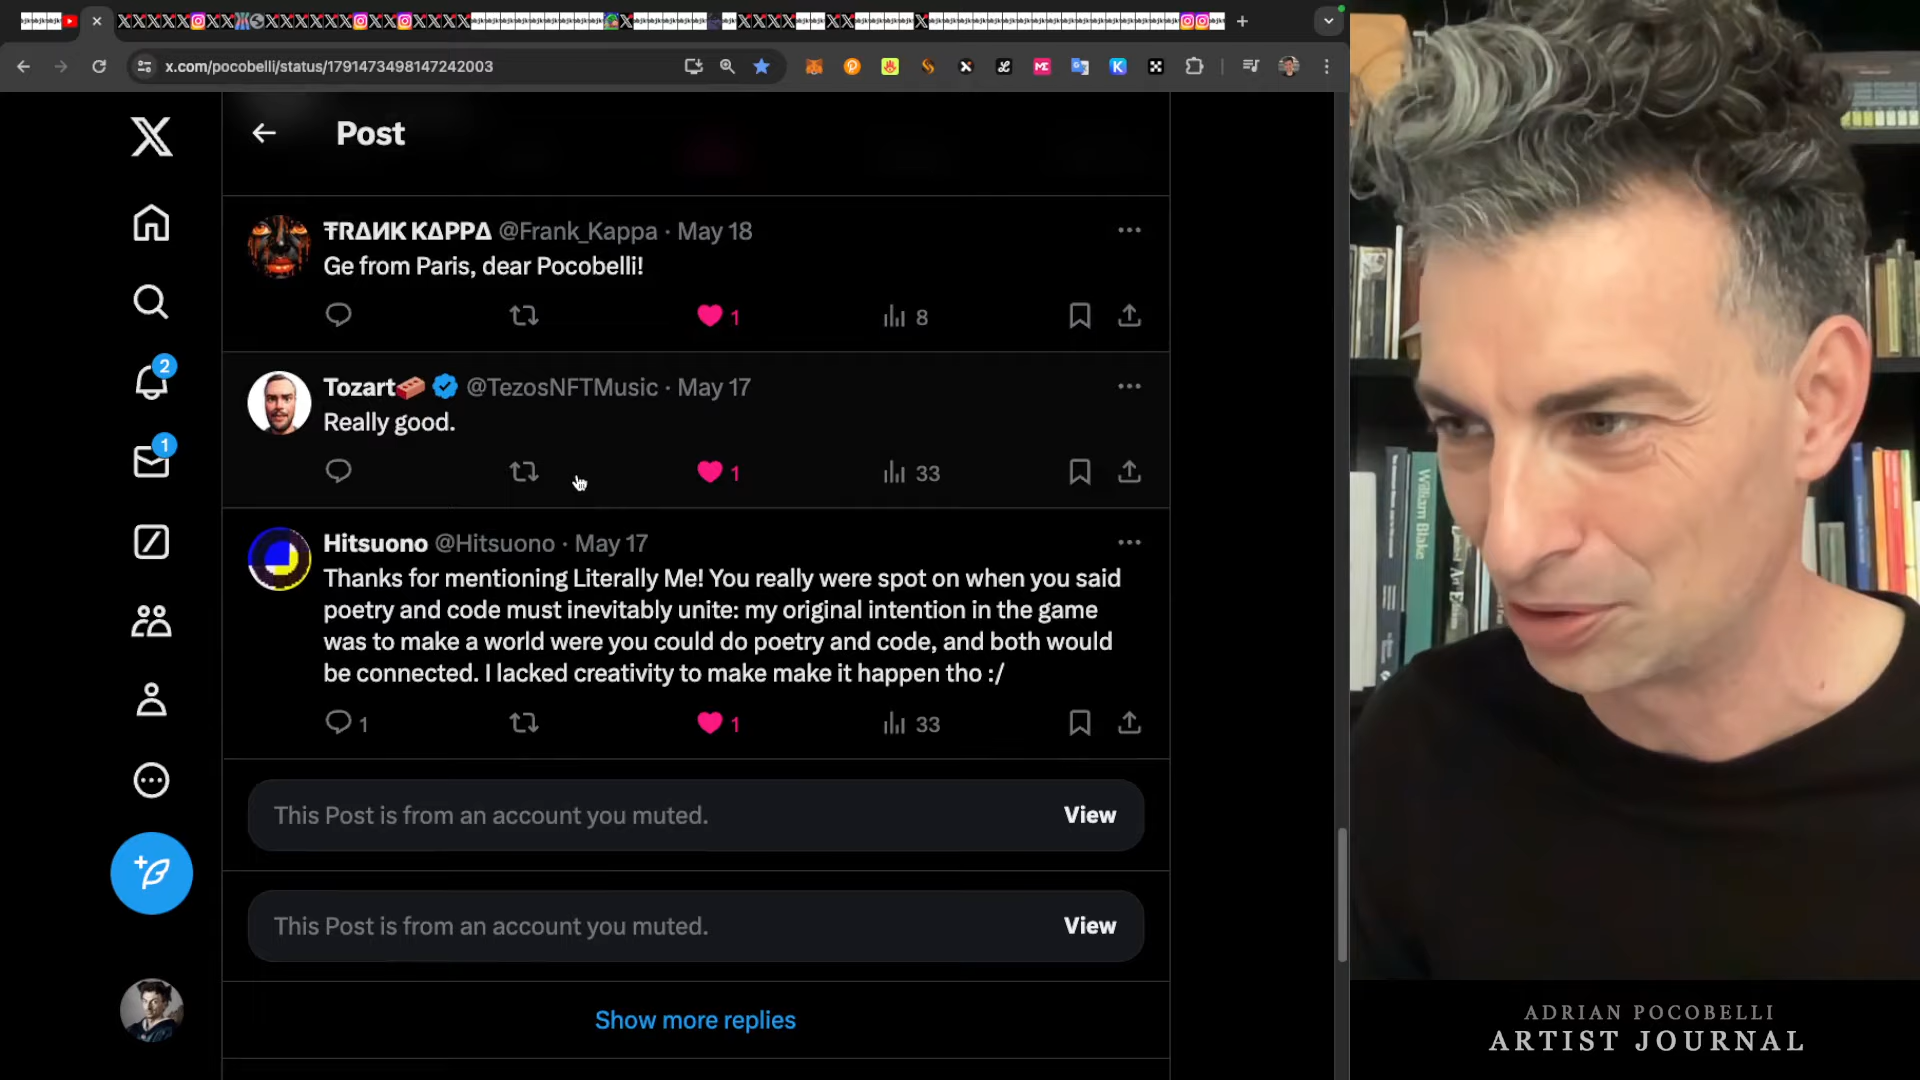 x.com/pocobelli/status/1791473498147242003
Post
ŦRΔИK KΔPPΔ @Frank_Kappa · May 18
Ge from Paris, dear Pocobelli!
1
8
2
Tozart @TezosNFTMusic · May 17
Really good.
1
1
33
Hitsuono @Hitsuono · May 17
Thanks for mentioning Literally Me! You really were spot on when you said
poetry and code must inevitably unite: my original intention in the game
was to make a world were you could do poetry and code, and both would
be connected. I lacked creativity to make make it happen tho :/
1
1
33
This Post is from an account you muted.
View
This Post is from an account you muted.
View
Show more replies
William Blake
ADRIAN POCOBELLI
ARTIST JOURNAL